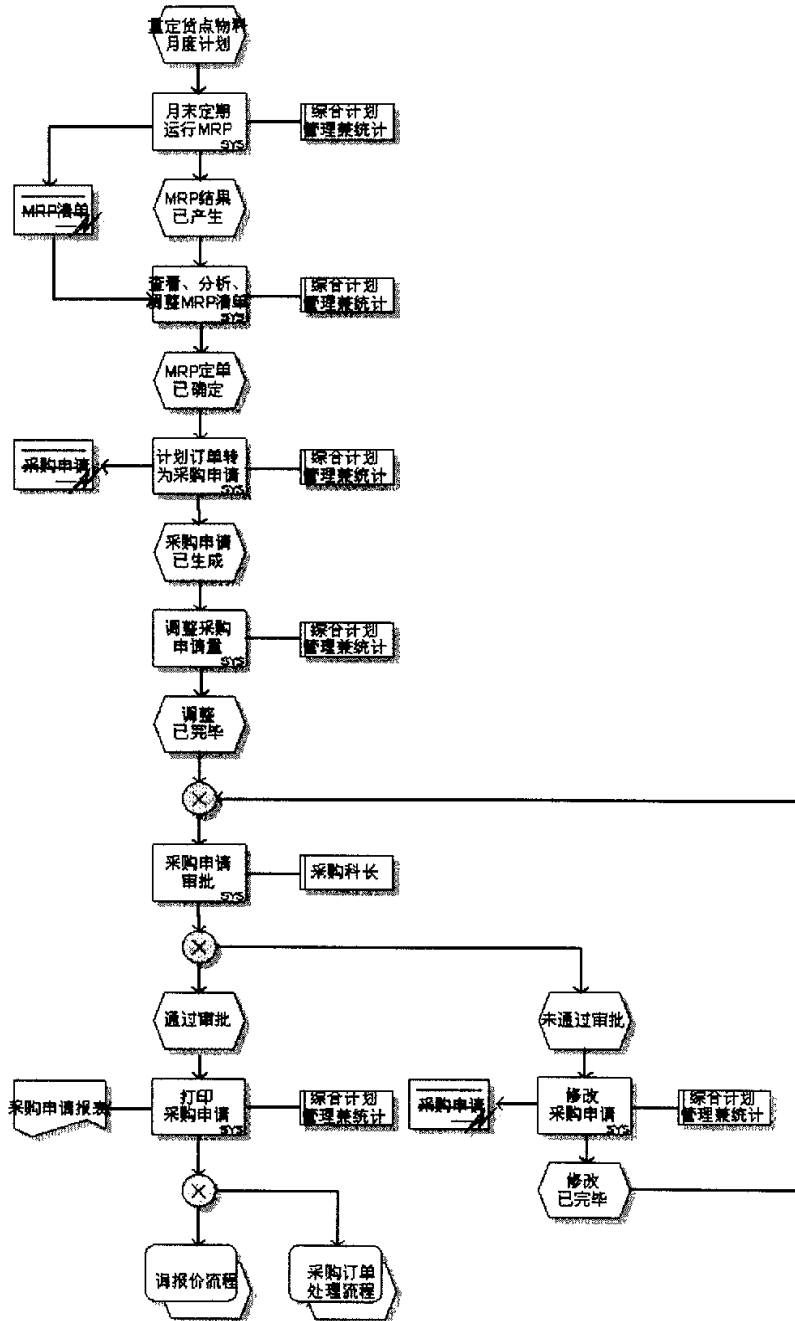 重定货点物料
月度计划
月末定期
运行MRP
SYS
综合计划
管理兼统计
MRP清单
MRP结果
已产生
查看、分析、
调整MRP清单
SYS
综合计划
管理兼统计
MRP定单
已确定
采购申请
计划订单转
为采购申请
SYS
综合计划
管理兼统计
采购申请
已生成
调整采购
申请量
SYS
综合计划
管理兼统计
调整
已完毕
采购申请
审批
SYS
采购科长
通过审批
未通过审批
采购申请报表
打印
采购申请
SYS
综合计划
管理兼统计
采购申请
修改
采购申请
SYS
综合计划
管理兼统计
修改
已完毕
询报价流程
采购订单
处理流程